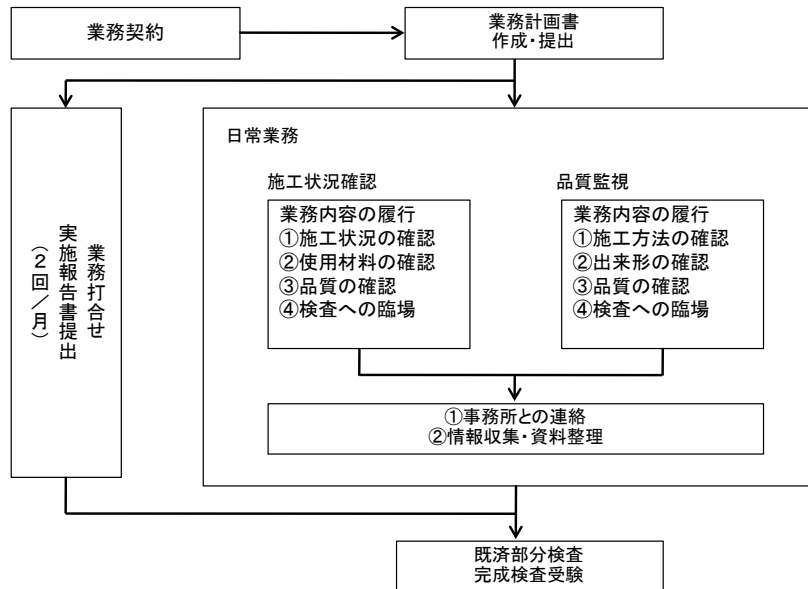 業務契約
業務計画書
作成・提出
業務打合せ
実施報告書提出
（２回／月）
日常業務
施工状況確認
業務内容の履行
①施工状況の確認
②使用材料の確認
③品質の確認
④検査への臨場
品質監視
業務内容の履行
①施工方法の確認
②出来形の確認
③品質の確認
④検査への臨場
①事務所との連絡
②情報収集・資料整理
既済部分検査
完成検査受験